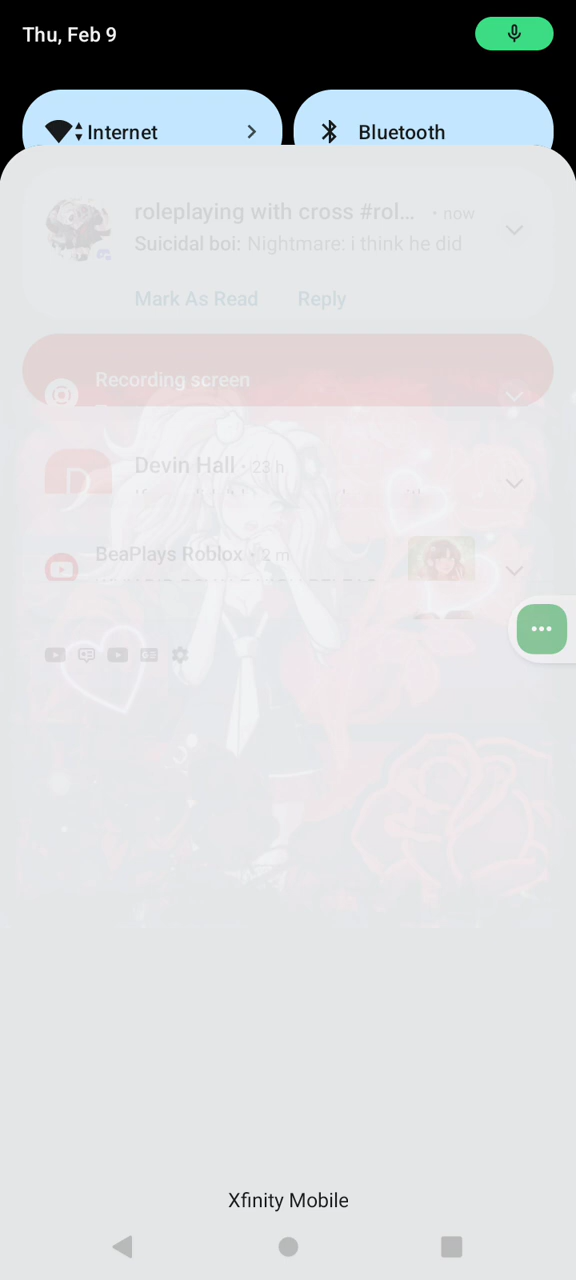 Thu, Feb 9
Internet
Bluetooth
roleplaying with cross #rol... • now
Suicidal boi: Nightmare: i think he did
Mark As Read Reply
Recording screen
D
Devin Hall · 23 h
BeaPlays Roblox • 2 m
Xfinity Mobile